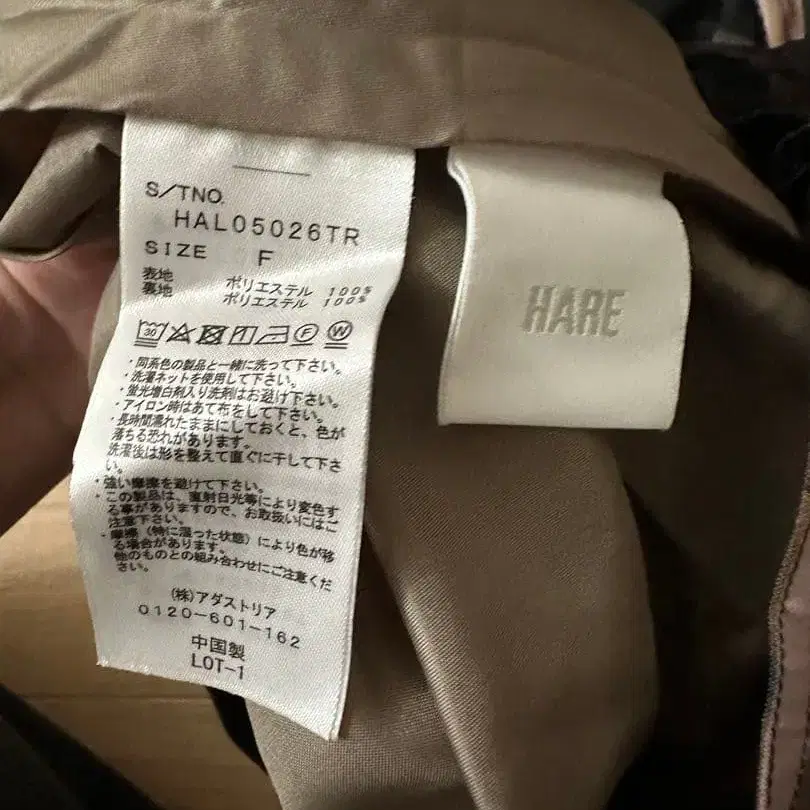 S/TNO.
HAL05026TR
SIZE F
表地 ポリエステル 100%
裏地 ポリエステル 100%
30 F W
・同系色の製品と一緒に洗って下さい。
・洗濯ネットを使用して下さい。
・蛍光増白剤入り洗剤はお避け下さい。
・アイロン時はあて布をして下さい。
・長時間濡れたままにしておくと、色が
落ちる恐れがあります。
洗濯後は形を整えて直ぐに干して下さ
い。
・強い摩擦を避けて下さい。
・この製品は、直射日光等により変色す
る事がありますので、お取扱いにはご
注意下さい。
・摩擦（特に湿った状態）により色が移
る場合があります。
他のものとの組み合わせにご注意くだ
さい。
(株)アダストリア
0120-601-162
中国製
LOT-1
HARE